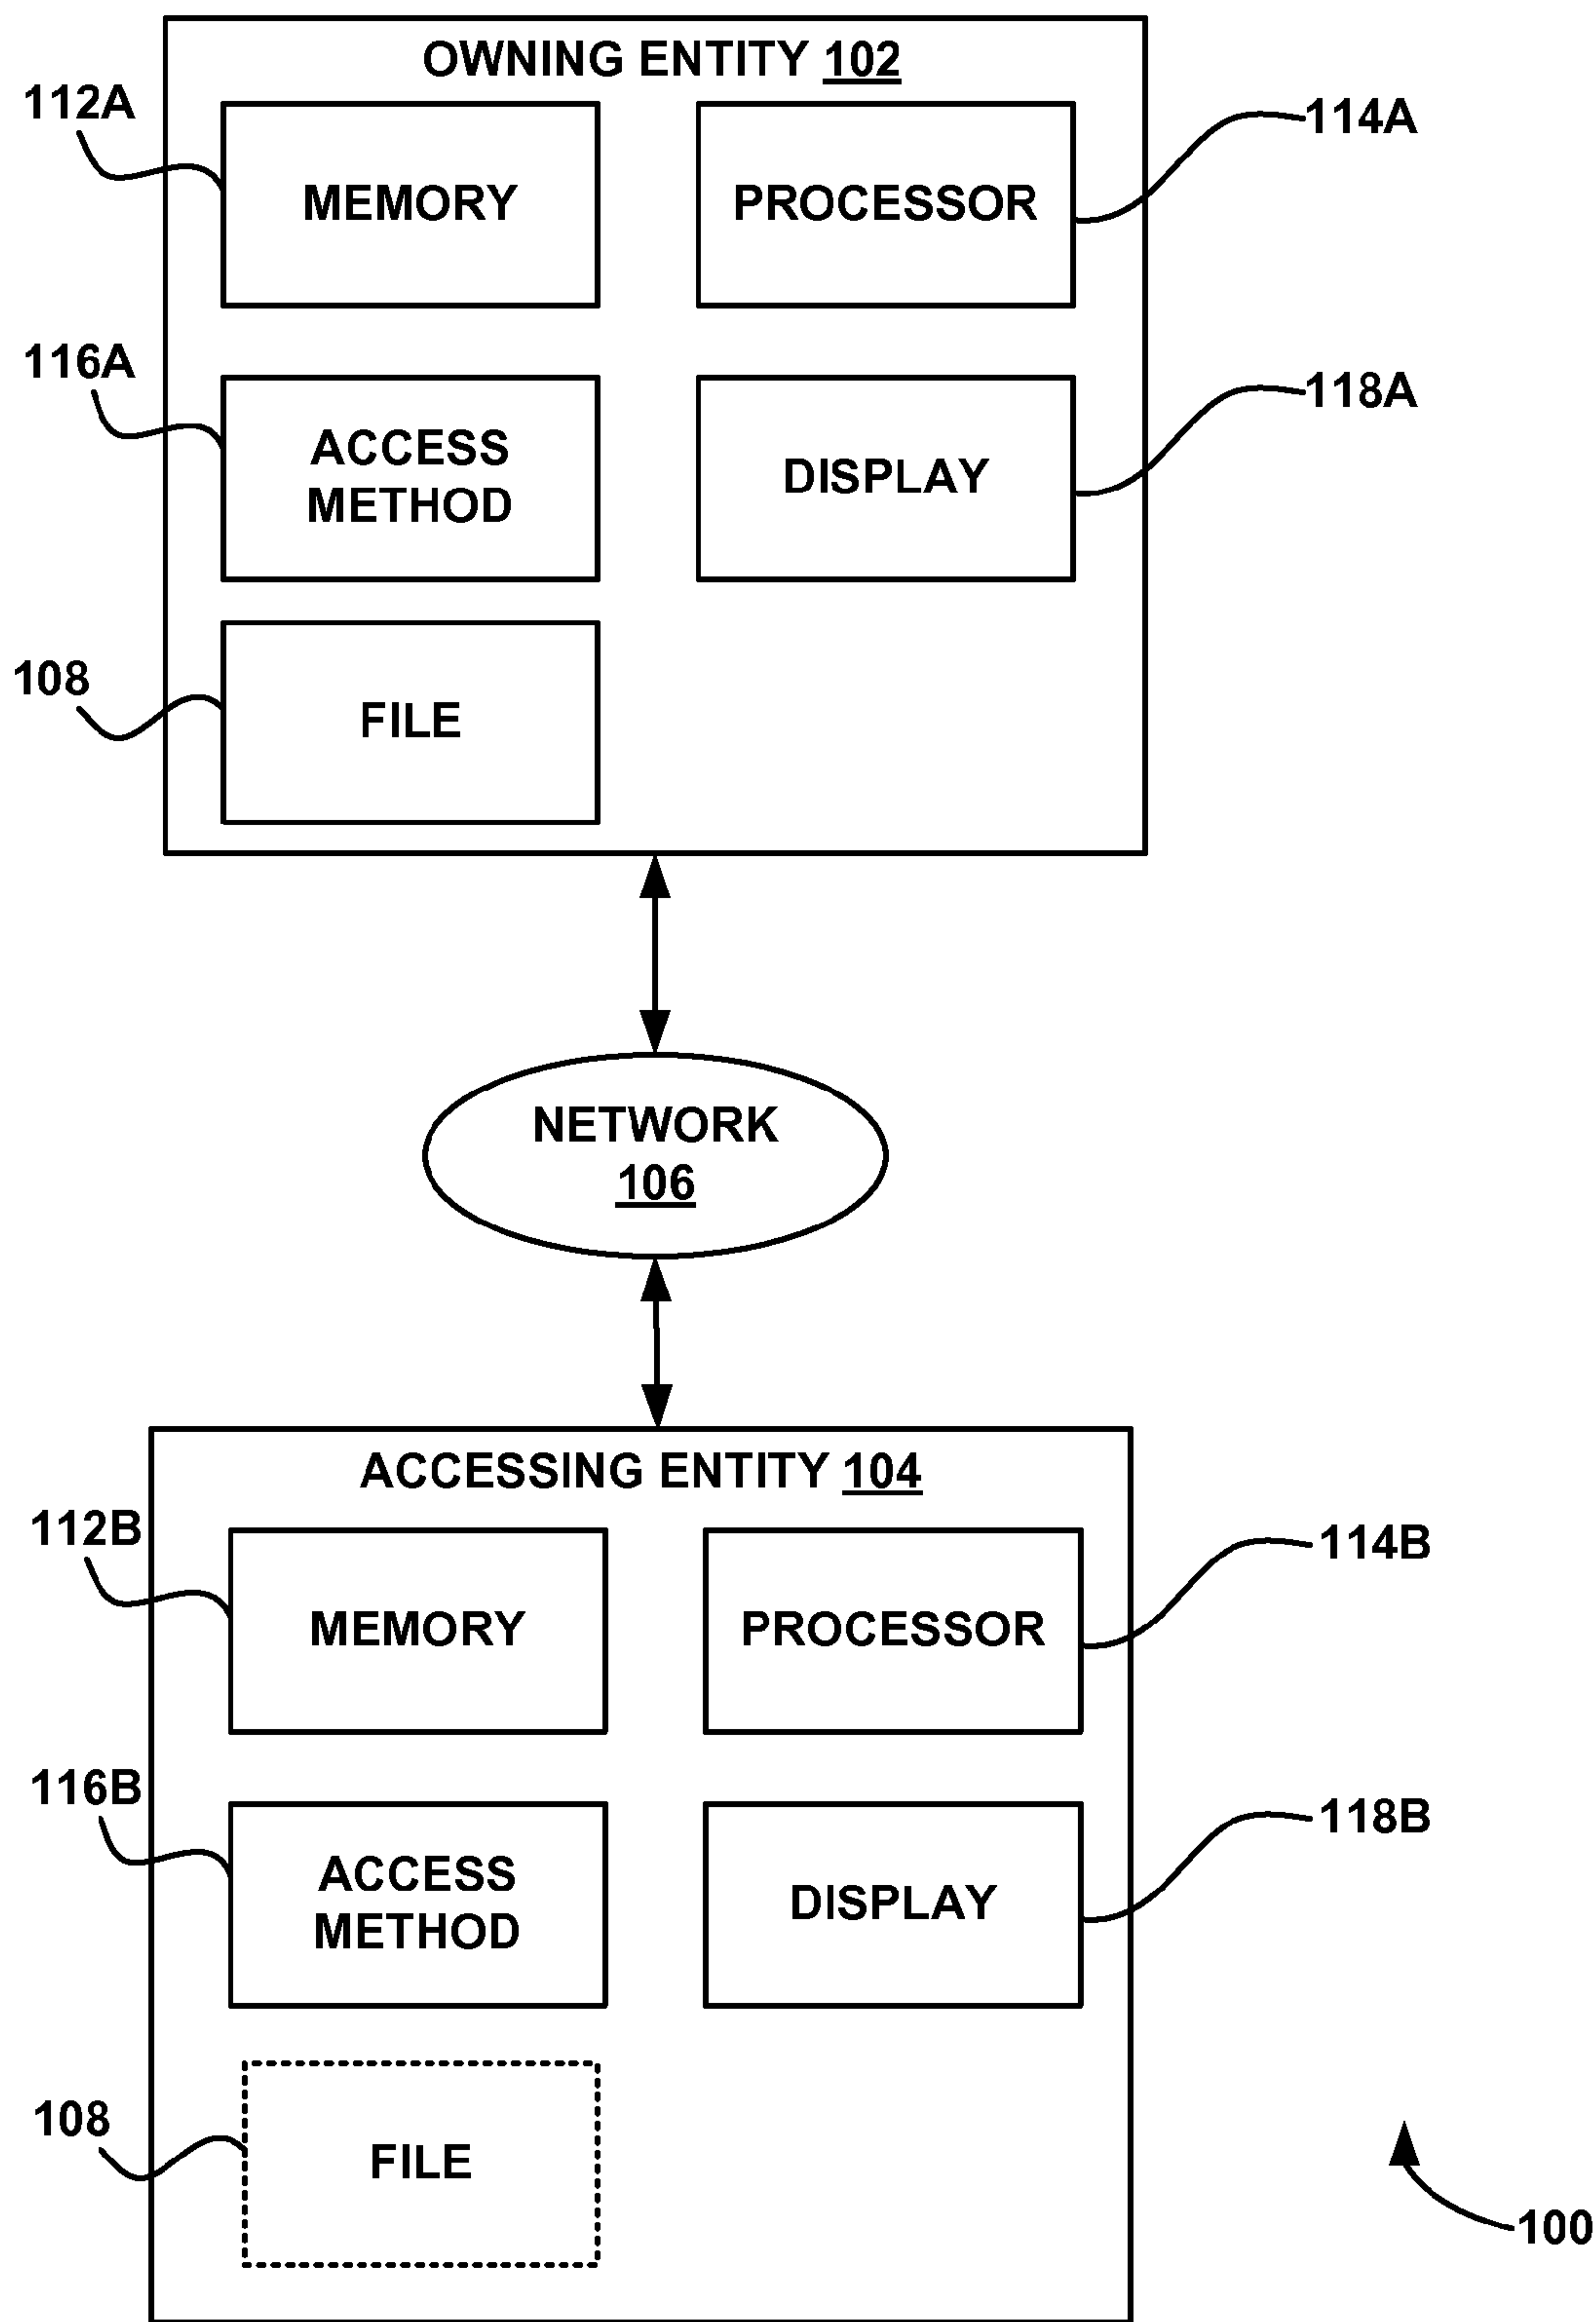 OWNING ENTITY 102
112A
MEMORY
PROCESSOR
114A
116A
ACCESS
METHOD
DISPLAY
118A
108
FILE
NETWORK
106
ACCESSING ENTITY 104
112B
MEMORY
PROCESSOR
114B
116B
ACCESS
METHOD
DISPLAY
118B
108
FILE
100